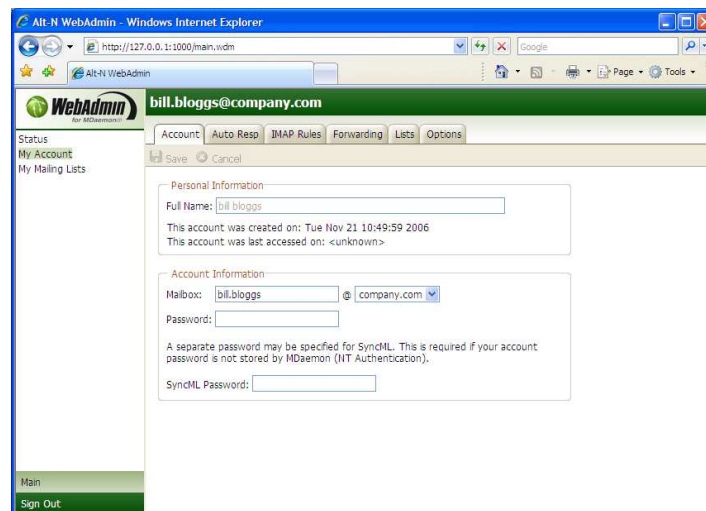 Alt-N WebAdmin - Windows Internet Explorer
http://127.0.0.1:1000/main.wdm
Google
Alt-N WebAdmin
Page
Tools
WebAdmin
for MDaemon®
bill.bloggs@company.com
Status
My Account
My Mailing Lists
Account Auto Resp IMAP Rules Forwarding Lists Options
Save Cancel
Personal Information
Full Name: bill bloggs
This account was created on: Tue Nov 21 10:49:59 2006
This account was last accessed on: <unknown>
Account Information
Mailbox: bill.bloggs @ company.com
Password:
A separate password may be specified for SyncML. This is required if your account
password is not stored by MDaemon (NT Authentication).
SyncML Password:
Main
Sign Out